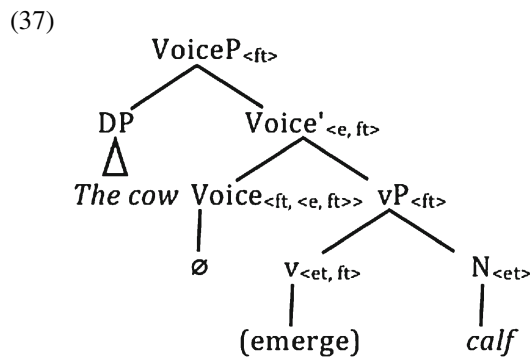 (37)
VoiceP<ft>
DP Voice'<e, ft>
The cow Voice<ft, <e, ft>> vP<ft>
ø v<et, ft> N<et>
(emerge) calf